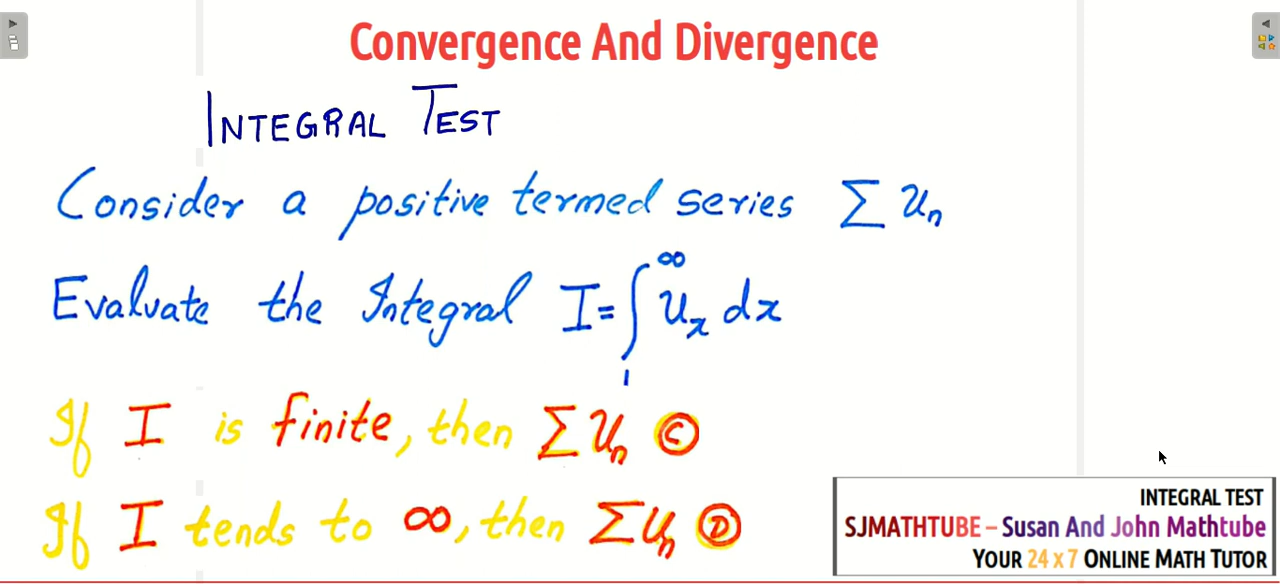 Convergence And Divergence
INTEGRAL TEST
Consider a positive termed series ∑ uₙ
Evaluate the Integral I = ∫₁^∞ uₓ dx
If I is finite, then ∑ uₙ Ⓒ
If I tends to ∞, then ∑ uₙ Ⓓ
INTEGRAL TEST
SJMATHTUBE – Susan And John Mathtube
YOUR 24 x 7 ONLINE MATH TUTOR